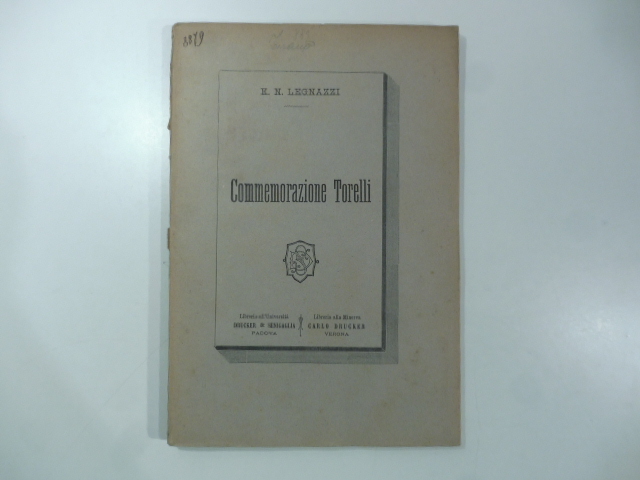 E. N. LEGNAZZI
Commemorazione Torelli
Libreria all'Università
DRUCKER & SENIGAGLIA
PADOVA
Libreria alla Minerva
CARLO DRUCKER
VERONA